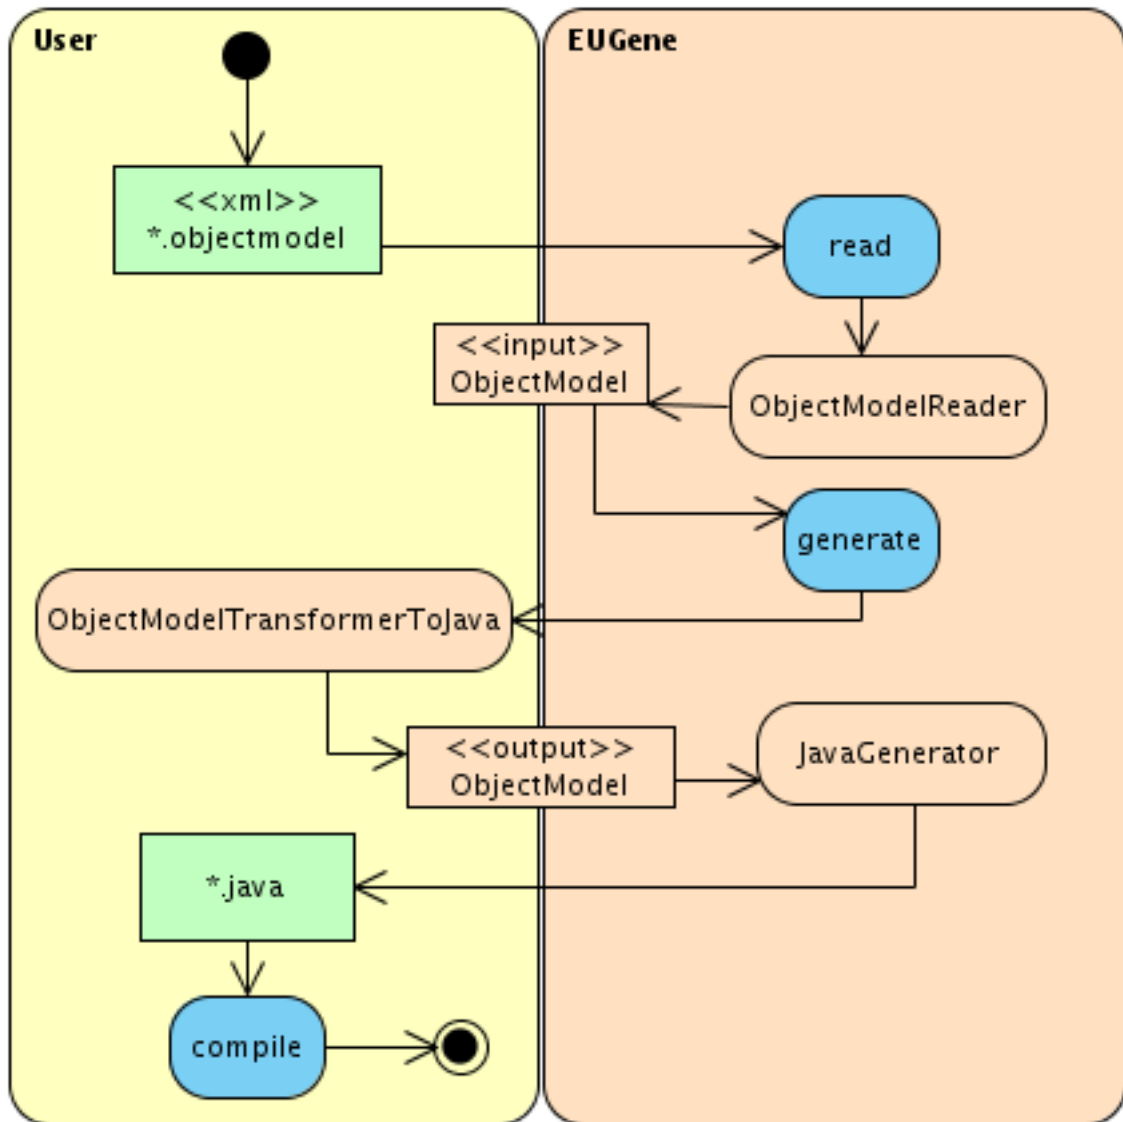 User
EUGene
<<xml>>
*.objectmodel
read
<<input>>
ObjectModel
ObjectModelReader
generate
ObjectModelTransformerToJava
<<output>>
ObjectModel
JavaGenerator
*.java
compile